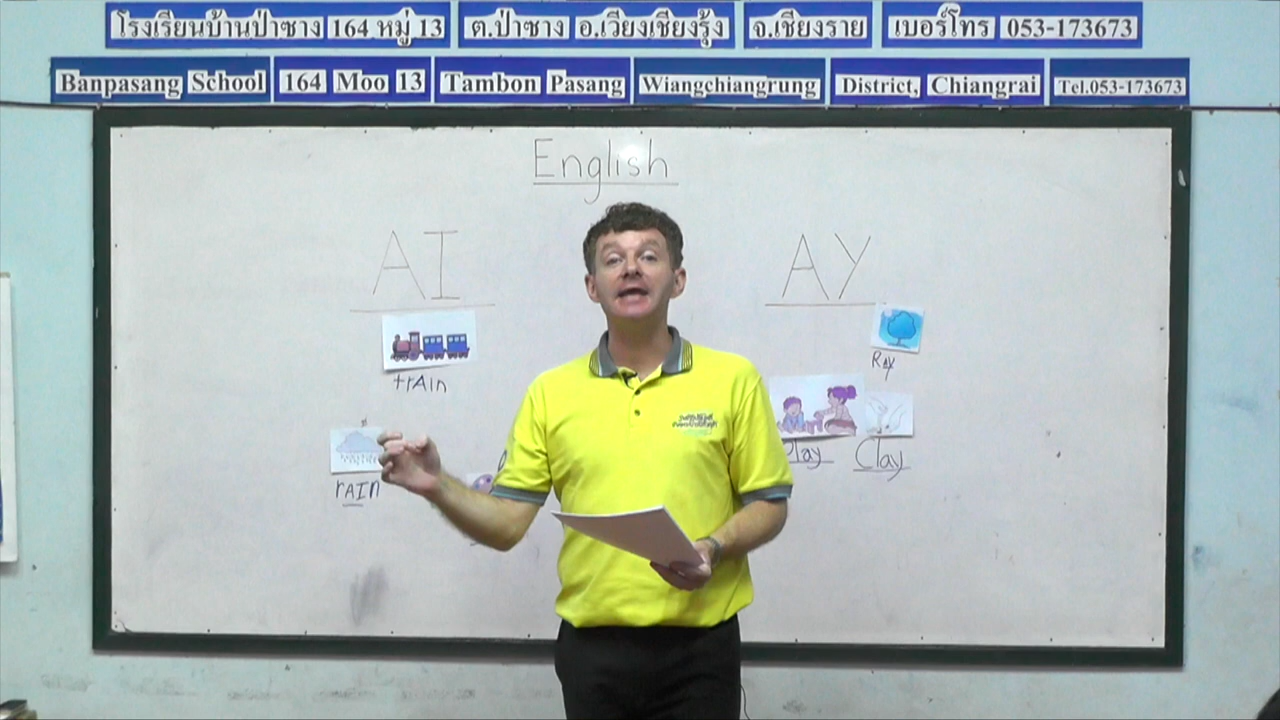 โรงเรียนบ้านป่าซาง 164 หมู่ 13 ต.ป่าซาง อ.เวียงเชียงรุ้ง จ.เชียงราย เบอร์โทร 053-173673
Banpasang School 164 Moo 13 Tambon Pasang Wiangchiangrung District, Chiangrai Tel.053-173673
English
AI
AY
trAin
RAy
rAIn
Play
Clay